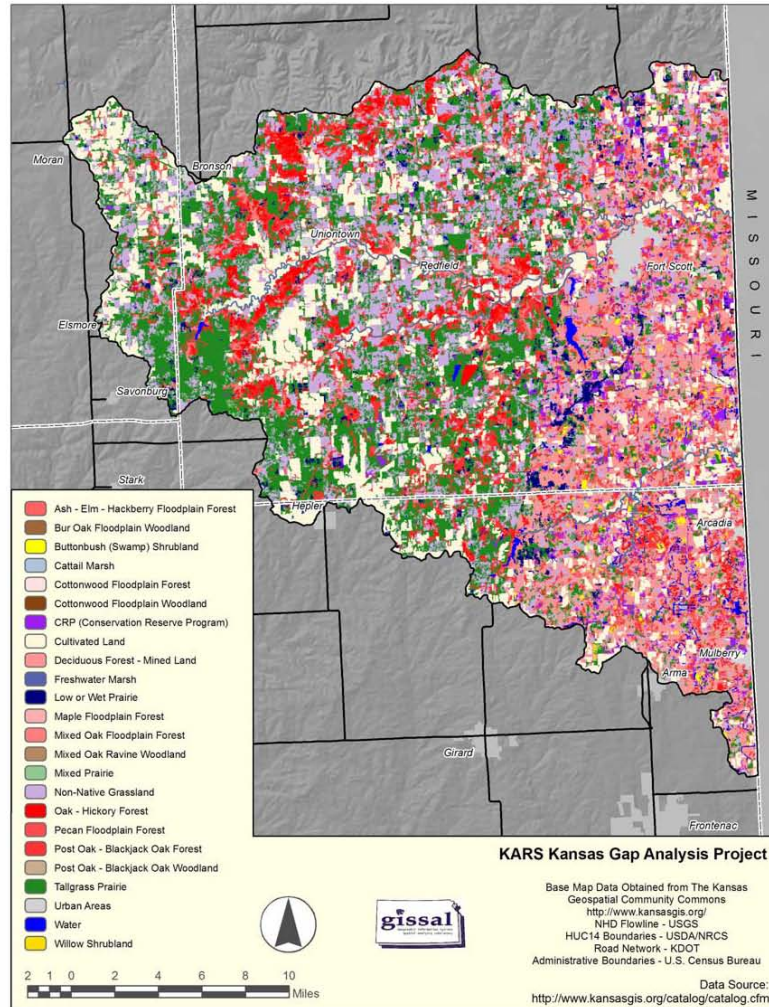 Moran
Bronson
Uniontown
Redfield
Fort Scott
MISSOURI
Elsmore
Savonburg
Stark
Hepler
Arcadia
Mulberry
Arma
Girard
Frontenac
Ash - Elm - Hackberry Floodplain Forest
Bur Oak Floodplain Woodland
Buttonbush (Swamp) Shrubland
Cattail Marsh
Cottonwood Floodplain Forest
Cottonwood Floodplain Woodland
CRP (Conservation Reserve Program)
Cultivated Land
Deciduous Forest - Mined Land
Freshwater Marsh
Low or Wet Prairie
Maple Floodplain Forest
Mixed Oak Floodplain Forest
Mixed Oak Ravine Woodland
Mixed Prairie
Non-Native Grassland
Oak - Hickory Forest
Pecan Floodplain Forest
Post Oak - Blackjack Oak Forest
Post Oak - Blackjack Oak Woodland
Tallgrass Prairie
Urban Areas
Water
Willow Shrubland
2 1 0 2 4 6 8 10
Miles
gissal
KARS Kansas Gap Analysis Project
Base Map Data Obtained from The Kansas
Geospatial Community Commons
http://www.kansasgis.org/
NHD Flowline - USGS
HUC14 Boundaries - USDA/NRCS
Road Network - KDOT
Administrative Boundaries - U.S. Census Bureau
Data Source:
http://www.kansasgis.org/catalog/catalog.cfm